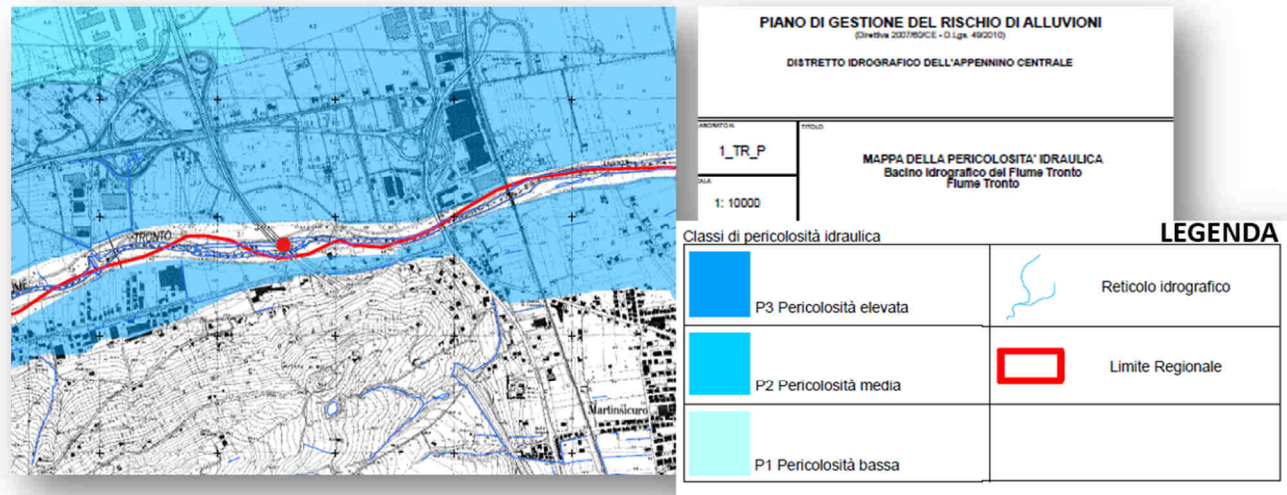 PIANO DI GESTIONE DEL RISCHIO DI ALLUVIONI
(Direttiva 2007/60/CE - D.Lgs. 49/2010)
DISTRETTO IDROGRAFICO DELL'APPENNINO CENTRALE
TITOLO
1_TR_P
MAPPA DELLA PERICOLOSITA' IDRAULICA
Bacino Idrografico del Fiume Tronto
Fiume Tronto
1: 10000
Classi di pericolosità idraulica
LEGENDA
P3 Pericolosità elevata
Reticolo idrografico
P2 Pericolosità media
Limite Regionale
P1 Pericolosità bassa
TRONTO
Martinsicuro